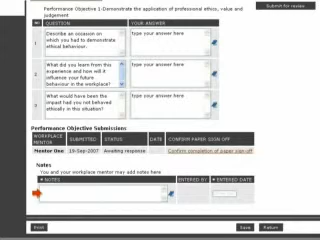 Performance Objective 1-Demonstrate the application of professional ethics, value and
judgement
Submit for review
NO QUESTION YOUR ANSWER
1 Describe an occasion on
which you had to demonstrate
ethical behaviour.
type your answer here
2 What did you learn from this
experience and how will it
influence your future
behaviour in the workplace?
type your answer here
3 What would have been the
impact had you not behaved
ethically in this situation?
type your answer here
Performance Objective Submissions
WORKPLACE
MENTOR SUBMITTED STATUS DATE CONFIRM PAPER SIGN OFF
Mentor One 19-Sep-2007 Awaiting response Confirm completion of paper sign-off
Notes
You and your workplace mentor may add notes here
NOTES ENTERED BY ENTERED DATE
Print Save Return